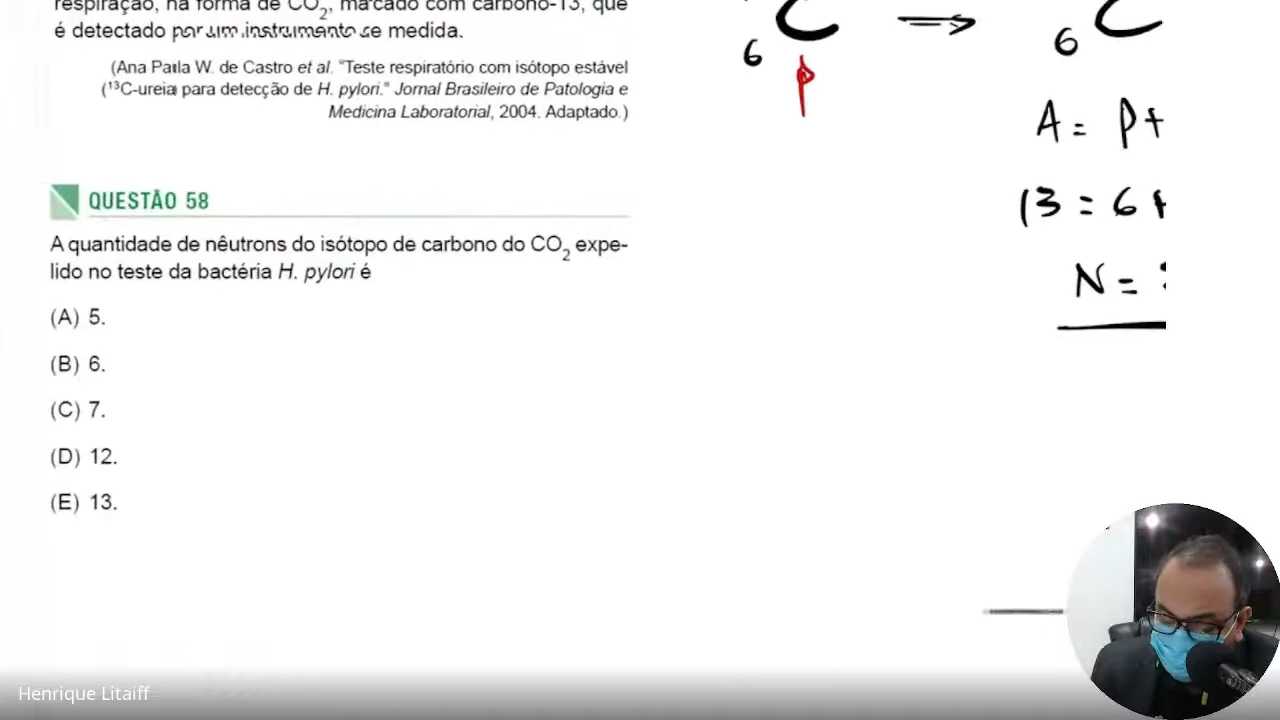 respiração, na forma de CO₂, marcado com carbono-13, que
é detectado por um instrumento de medida.
(Ana Paula W. de Castro et al. “Teste respiratório com isótopo estável
(¹³C-ureia) para detecção de H. pylori.” Jornal Brasileiro de Patologia e
Medicina Laboratorial, 2004. Adaptado.)
QUESTÃO 58
A quantidade de nêutrons do isótopo de carbono do CO₂ expe-
lido no teste da bactéria H. pylori é
(A) 5.
(B) 6.
(C) 7.
(D) 12.
(E) 13.
₆C ⇒ ₆C
p
A = p+
13 = 6+
N =
Henrique Litaiff